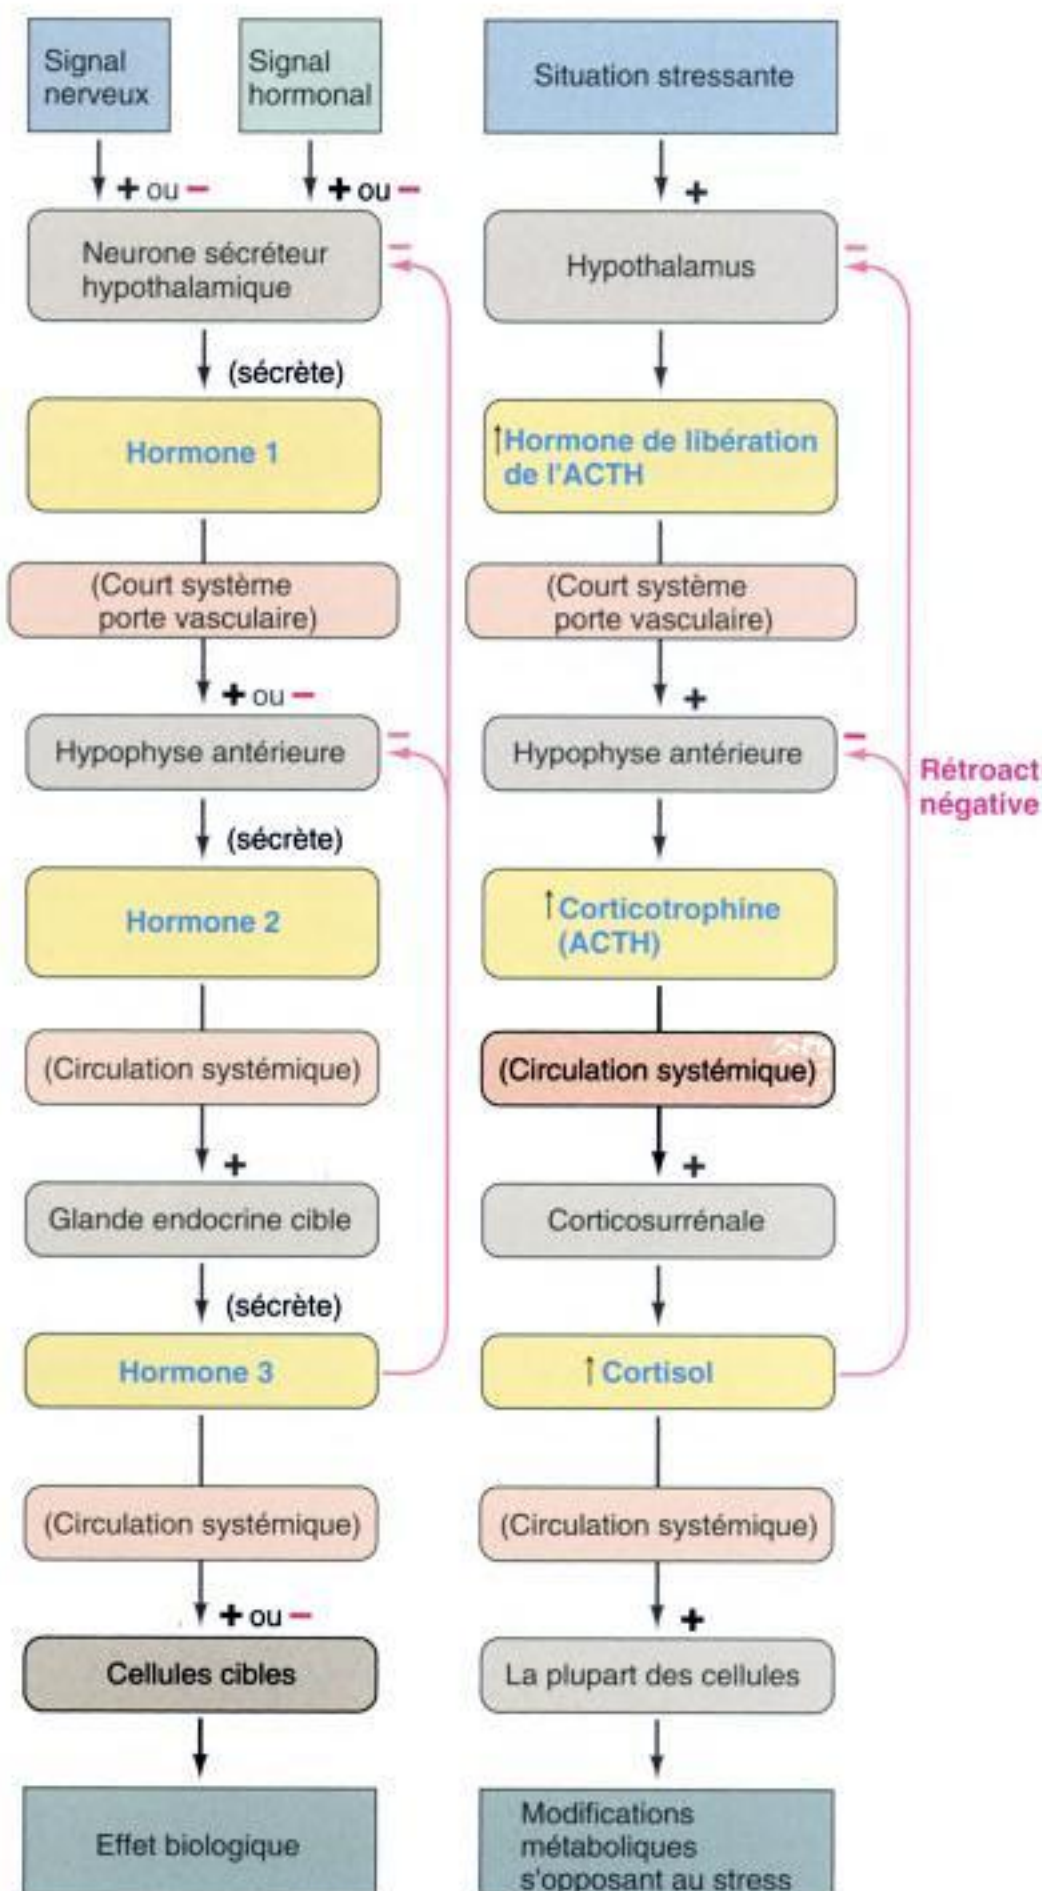 Signal
nerveux
+ ou −
Signal
hormonal
+ ou −
Neurone sécréteur
hypothalamique
−
(sécrète)
Hormone 1
(Court système
porte vasculaire)
+ ou −
Hypophyse antérieure
−
(sécrète)
Hormone 2
(Circulation systémique)
+
Glande endocrine cible
(sécrète)
Hormone 3
(Circulation systémique)
+ ou −
Cellules cibles
Effet biologique
Situation stressante
+
Hypothalamus
−
↑Hormone de libération
de l'ACTH
(Court système
porte vasculaire)
+
Hypophyse antérieure
−
Rétroact
négative
↑Corticotrophine
(ACTH)
(Circulation systémique)
+
Corticosurrénale
↑ Cortisol
(Circulation systémique)
+
La plupart des cellules
Modifications
métaboliques
s'opposant au stress